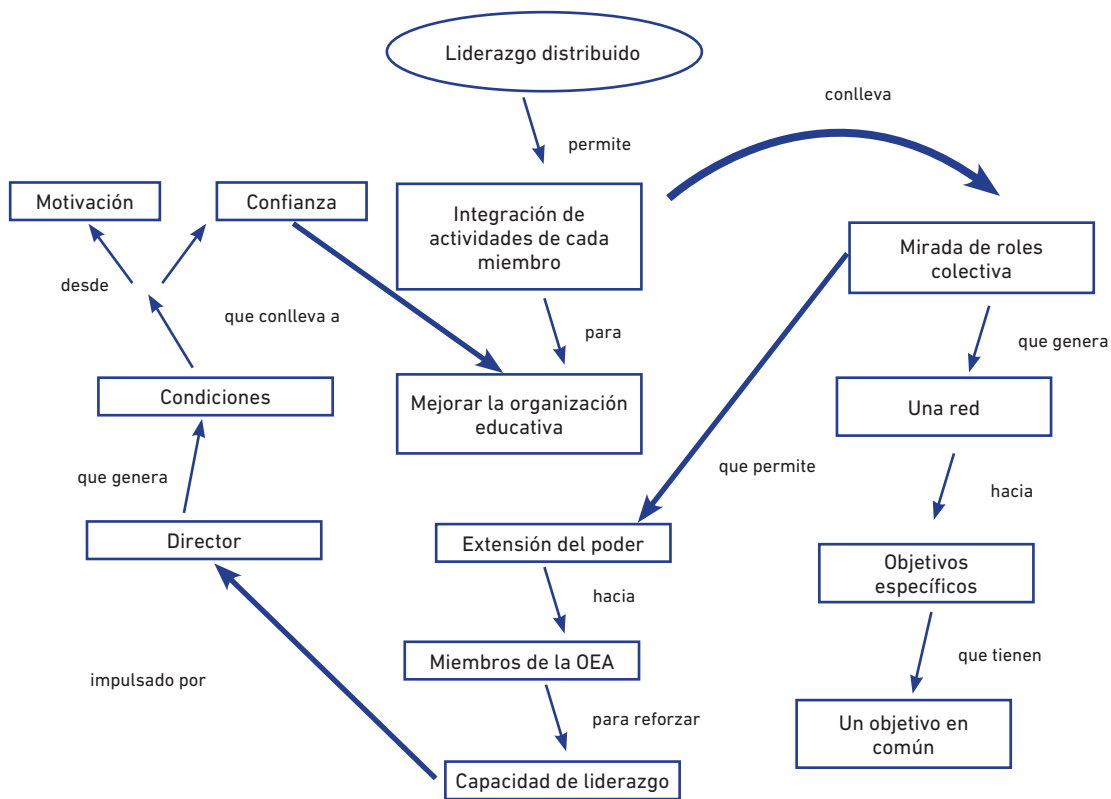 Liderazgo distribuido
conlleva
permite
Motivación
Confianza
Integración de
actividades de cada
miembro
Mirada de roles
colectiva
desde
que conlleva a
para
que genera
Condiciones
Mejorar la organización
educativa
Una red
que genera
que permite
hacia
Director
Extensión del poder
Objetivos
específicos
hacia
Miembros de la OEA
que tienen
impulsado por
para reforzar
Un objetivo en
común
Capacidad de liderazgo